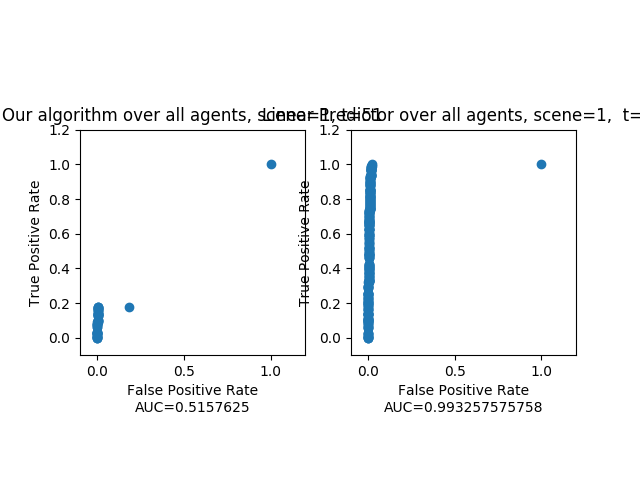 Our algorithm over all agents, scene=1, t=51
Linear Predictor over all agents, scene=1, t=
True Positive Rate
1.2
1.0
0.8
0.6
0.4
0.2
0.0
0.0
0.5
1.0
False Positive Rate
AUC=0.5157625
True Positive Rate
1.2
1.0
0.8
0.6
0.4
0.2
0.0
0.0
0.5
1.0
False Positive Rate
AUC=0.993257575758